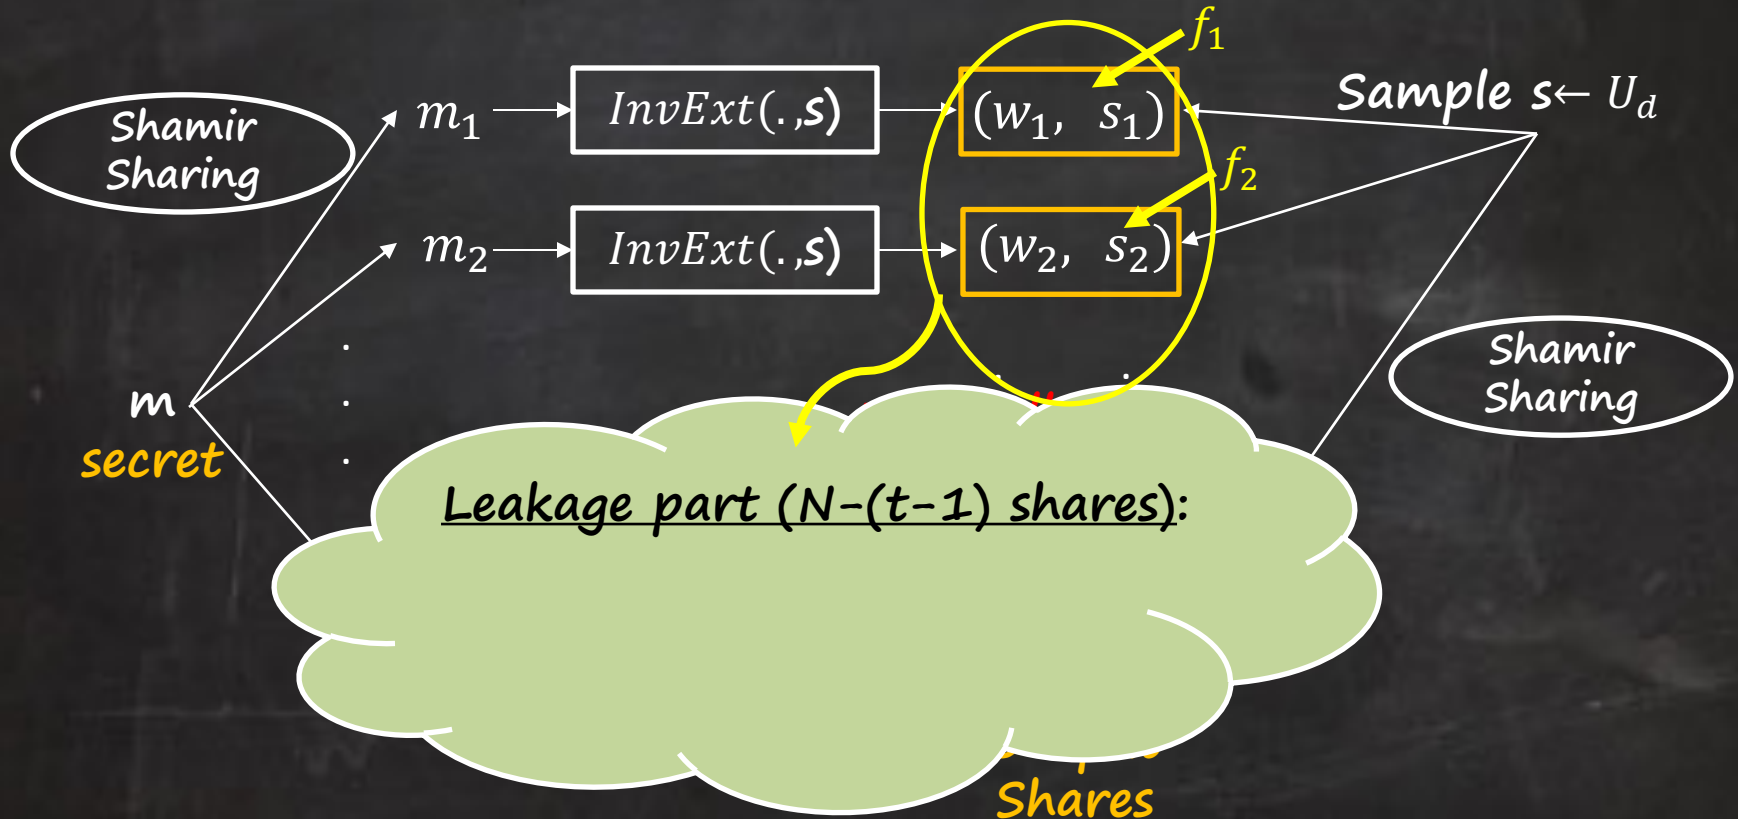 f₁
Shamir
Sharing
m₁
InvExt(.,s)
(w₁, s₁)
Sample s← U_d
f₂
m₂
InvExt(.,s)
(w₂, s₂)
Shamir
Sharing
.
.
.
m
secret
Leakage part (N-(t-1) shares):
Shares